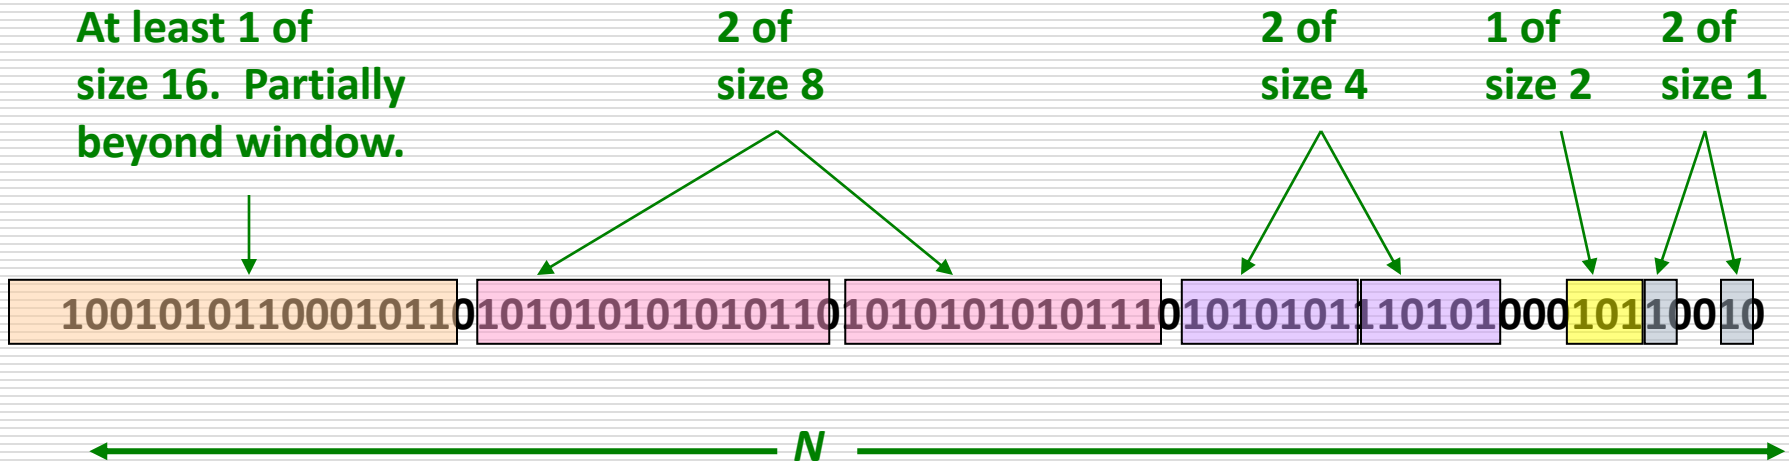 At least 1 of
size 16. Partially
beyond window.
2 of
size 8
2 of
size 4
1 of
size 2
2 of
size 1
1001010110001011010101010101011010101010101110101010111010100010110010
N